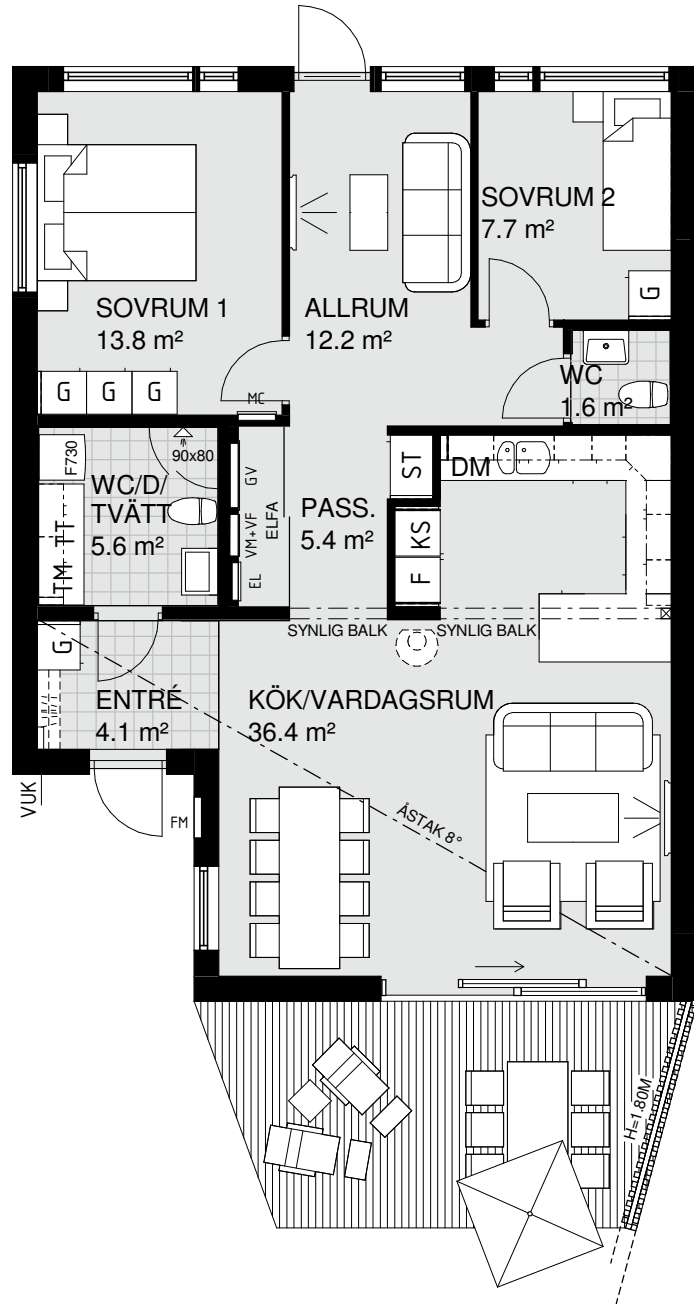 SOVRUM 2
7.7 m²
SOVRUM 1
13.8 m²
ALLRUM
12.2 m²
G
WC
1.6 m²
G
G
G
MC
F730
90x80
WC/D/
TVÄTT
5.6 m²
TT
TM
GV
VM+VF
EL
ELFA
PASS.
5.4 m²
ST
KS
F
DM
SYNLIG BALK
SYNLIG BALK
G
ENTRÉ
4.1 m²
KÖK/VARDAGSRUM
36.4 m²
VUK
FM
ÅSTAK 8°
H=1.80M